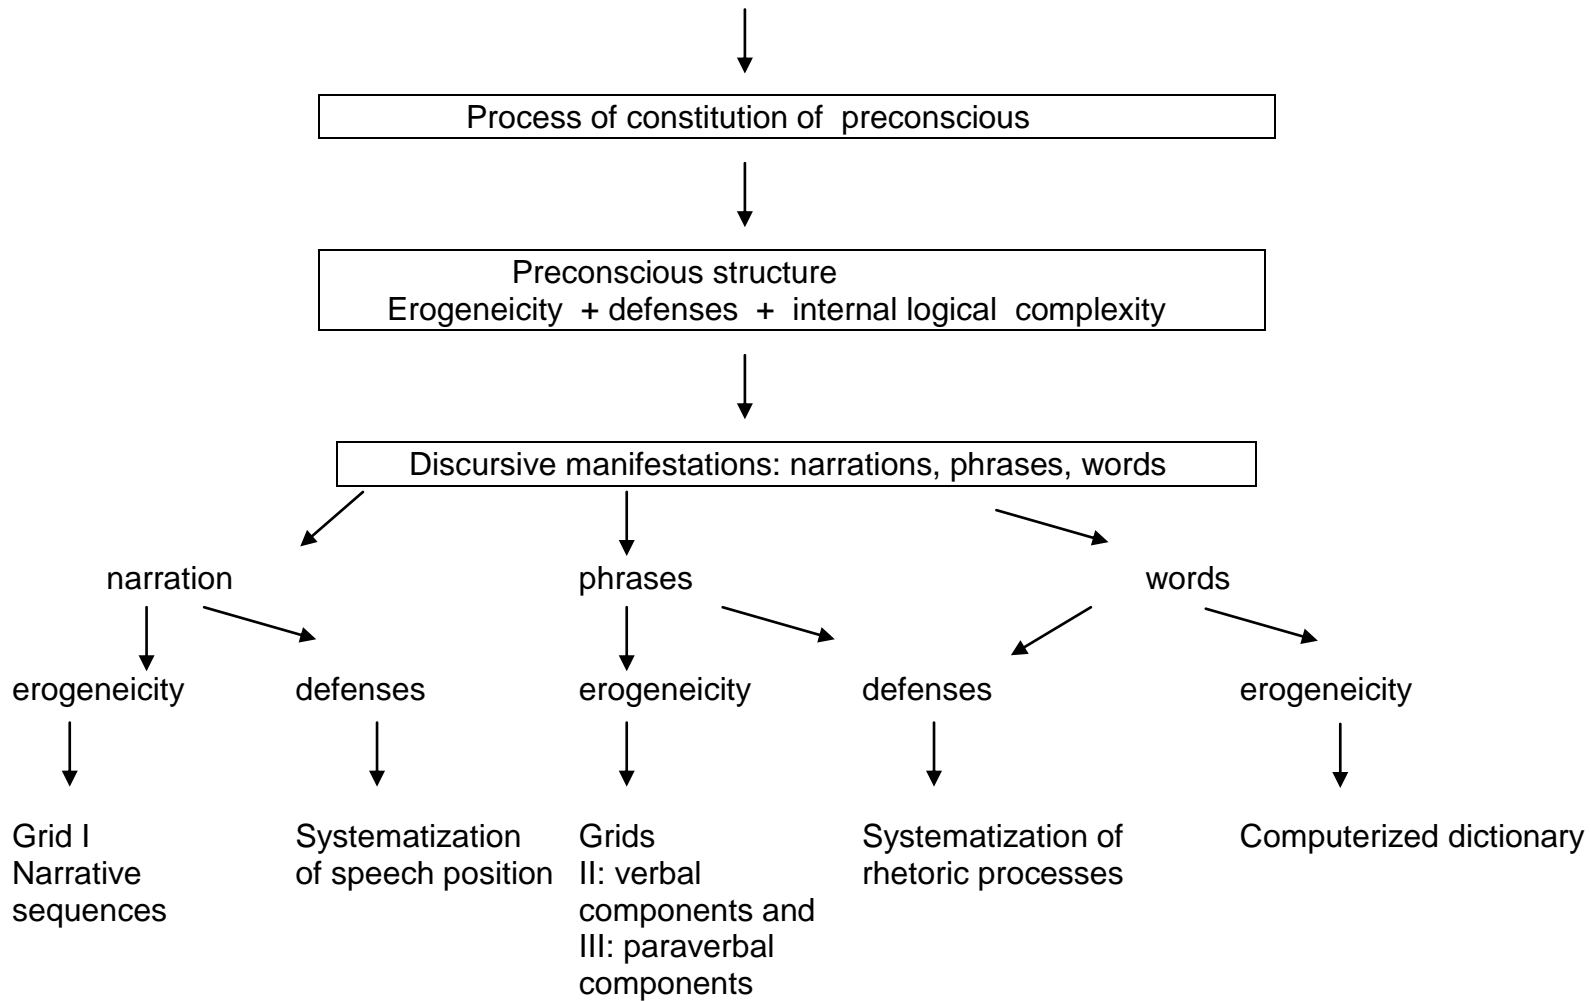 Process of constitution of preconscious
Preconscious structure
Erogeneicity + defenses + internal logical complexity
Discursive manifestations: narrations, phrases, words
narration
phrases
words
erogeneicity
defenses
erogeneicity
defenses
erogeneicity
Grid I
Narrative
sequences
Systematization
of speech position
Grids
II: verbal
components and
III: paraverbal
components
Systematization of
rhetoric processes
Computerized dictionary